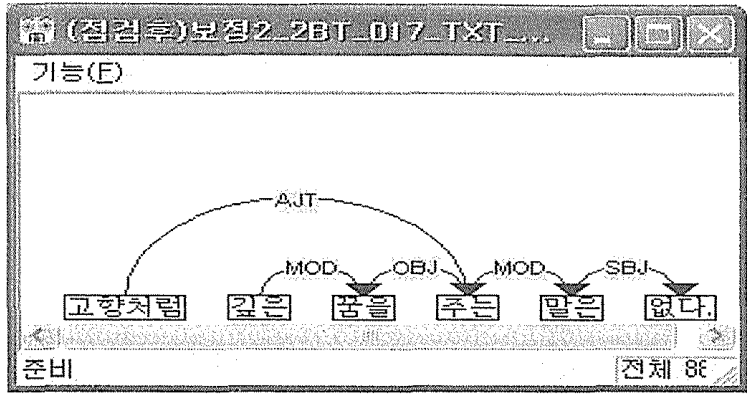 (점검후)보정2_2BT_017_TXT_...
기능(F)
AJT
MOD OBJ MOD SBJ
고향처럼 깊은 꿈을 주는 말은 없다.
준비 전체 88